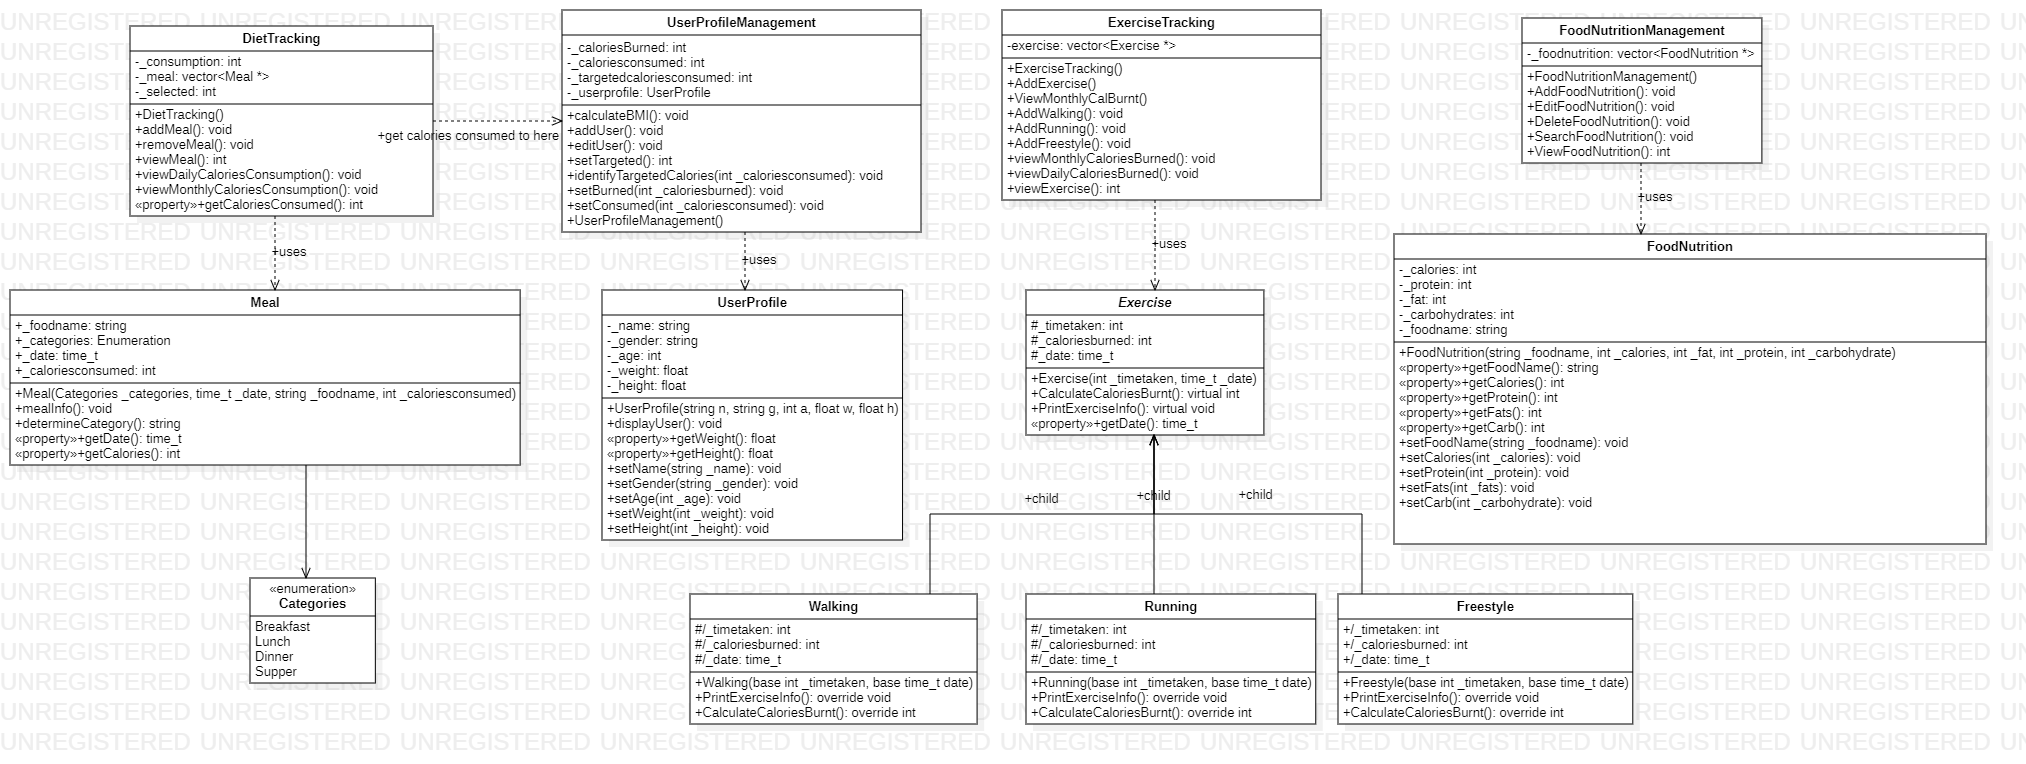 DietTracking
-_consumption: int
-_meal: vector<Meal *>
-_selected: int
+DietTracking()
+addMeal(): void
+removeMeal(): void
+viewMeal(): int
+viewDailyCaloriesConsumption(): void
+viewMonthlyCaloriesConsumption(): void
«property»+getCaloriesConsumed(): int
+get calories consumed to here
UserProfileManagement
-_caloriesBurned: int
-_caloriesconsumed: int
-_targetedcaloriesconsumed: int
-_userprofile: UserProfile
+calculateBMI(): void
+addUser(): void
+editUser(): void
+setTargeted(): int
+identifyTargetedCalories(int _caloriesconsumed): void
+setBurned(int _caloriesburned): void
+setConsumed(int _caloriesconsumed): void
+UserProfileManagement()
ExerciseTracking
-exercise: vector<Exercise *>
+ExerciseTracking()
+AddExercise()
+ViewMonthlyCalBurnt()
+AddWalking(): void
+AddRunning(): void
+AddFreestyle(): void
+viewMonthlyCaloriesBurned(): void
+viewDailyCaloriesBurned(): void
+viewExercise(): int
FoodNutritionManagement
-_foodnutrition: vector<FoodNutrition *>
+FoodNutritionManagement()
+AddFoodNutrition(): void
+EditFoodNutrition(): void
+DeleteFoodNutrition(): void
+SearchFoodNutrition(): void
+ViewFoodNutrition(): int
+uses
+uses
+uses
+uses
Meal
+_foodname: string
+_categories: Enumeration
+_date: time_t
+_caloriesconsumed: int
+Meal(Categories _categories, time_t _date, string _foodname, int _caloriesconsumed)
+mealInfo(): void
+determineCategory(): string
«property»+getDate(): time_t
«property»+getCalories(): int
UserProfile
-_name: string
-_gender: string
-_age: int
-_weight: float
-_height: float
+UserProfile(string n, string g, int a, float w, float h)
+displayUser(): void
«property»+getWeight(): float
«property»+getHeight(): float
+setName(string _name): void
+setGender(string _gender): void
+setAge(int _age): void
+setWeight(int _weight): void
+setHeight(int _height): void
Exercise
#_timetaken: int
#_caloriesburned: int
#_date: time_t
+Exercise(int _timetaken, time_t _date)
+CalculateCaloriesBurnt(): virtual int
+PrintExerciseInfo(): virtual void
«property»+getDate(): time_t
FoodNutrition
-_calories: int
-_protein: int
-_fat: int
-_carbohydrates: int
-_foodname: string
+FoodNutrition(string _foodname, int _calories, int _fat, int _protein, int _carbohydrate)
«property»+getFoodName(): string
«property»+getCalories(): int
«property»+getProtein(): int
«property»+getFats(): int
«property»+getCarb(): int
+setFoodName(string _foodname): void
+setCalories(int _calories): void
+setProtein(int _protein): void
+setFats(int _fats): void
+setCarb(int _carbohydrate): void
+child
+child
+child
«enumeration»
Categories
Breakfast
Lunch
Dinner
Supper
Walking
#/_timetaken: int
#/_caloriesburned: int
#/_date: time_t
+Walking(base int _timetaken, base time_t date)
+PrintExerciseInfo(): override void
+CalculateCaloriesBurnt(): override int
Running
#/_timetaken: int
#/_caloriesburned: int
#/_date: time_t
+Running(base int _timetaken, base time_t date)
+PrintExerciseInfo(): override void
+CalculateCaloriesBurnt(): override int
Freestyle
+/_timetaken: int
+/_caloriesburned: int
+/_date: time_t
+Freestyle(base int _timetaken, base time_t date)
+PrintExerciseInfo(): override void
+CalculateCaloriesBurnt(): override int
UNREGISTERED UNREGISTERED UNREGISTERED UNREGISTERED UNREGISTERED UNREGISTERED UNREGISTERED UNREGISTERED UNREGISTERED UNREGISTERED